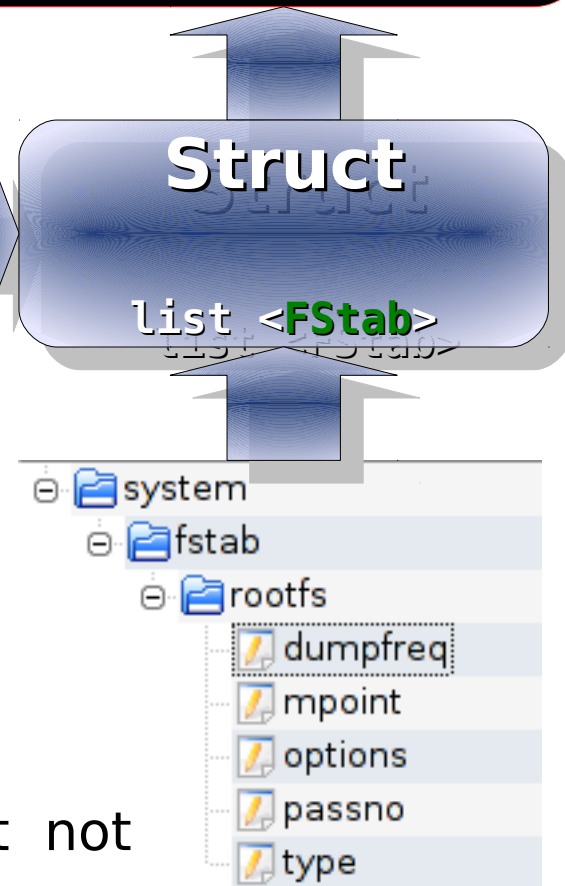 Struct
list <FStab>
system
fstab
rootfs
dumpfreq
mpoint
options
passno
not
type